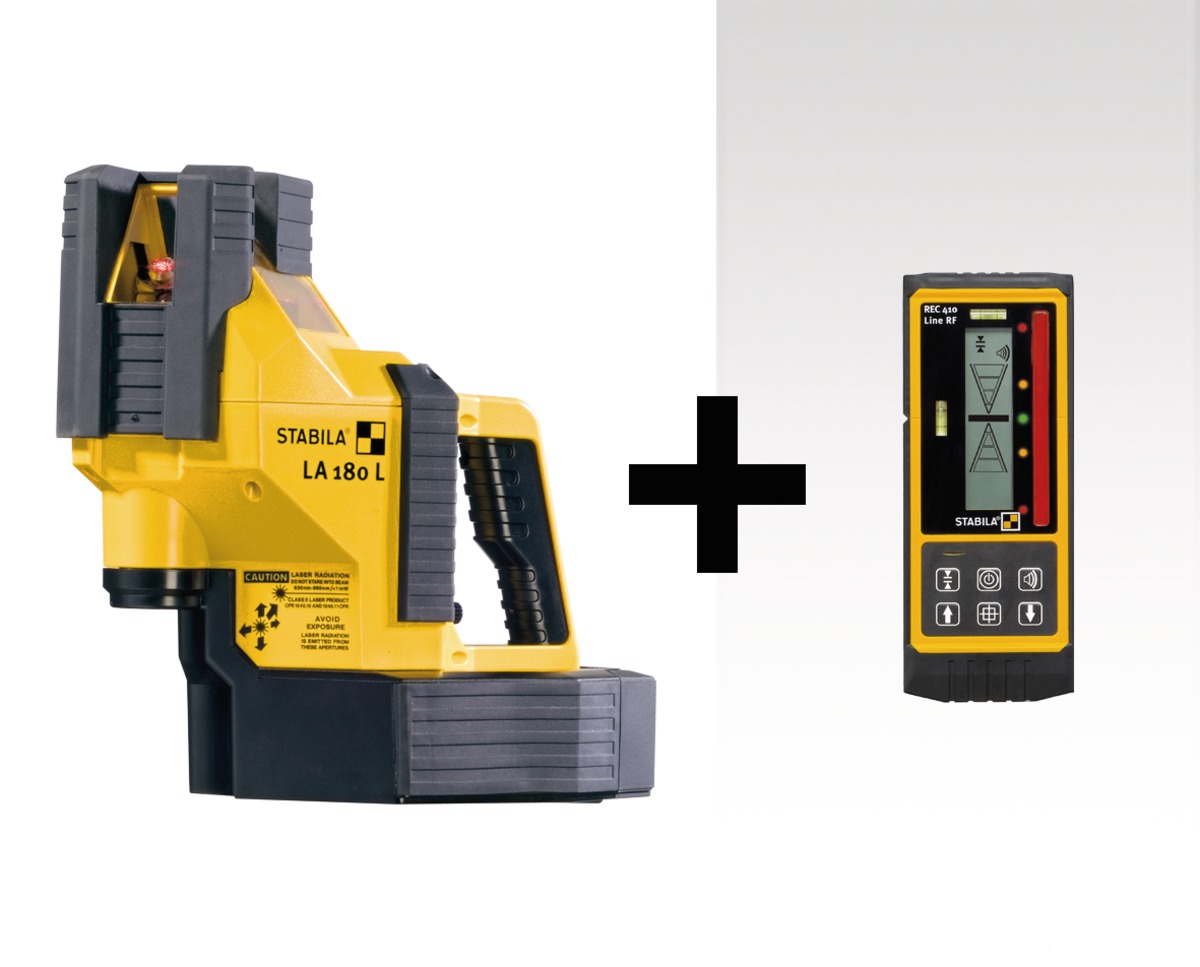 STABILA®
LA 180 L
CAUTION
LASER RADIATION
DO NOT STARE INTO BEAM
CLASS II LASER PRODUCT
AVOID
EXPOSURE
LASER RADIATION
IS EMITTED FROM
THESE APERTURES
REC 410
Line RF
STABILA®